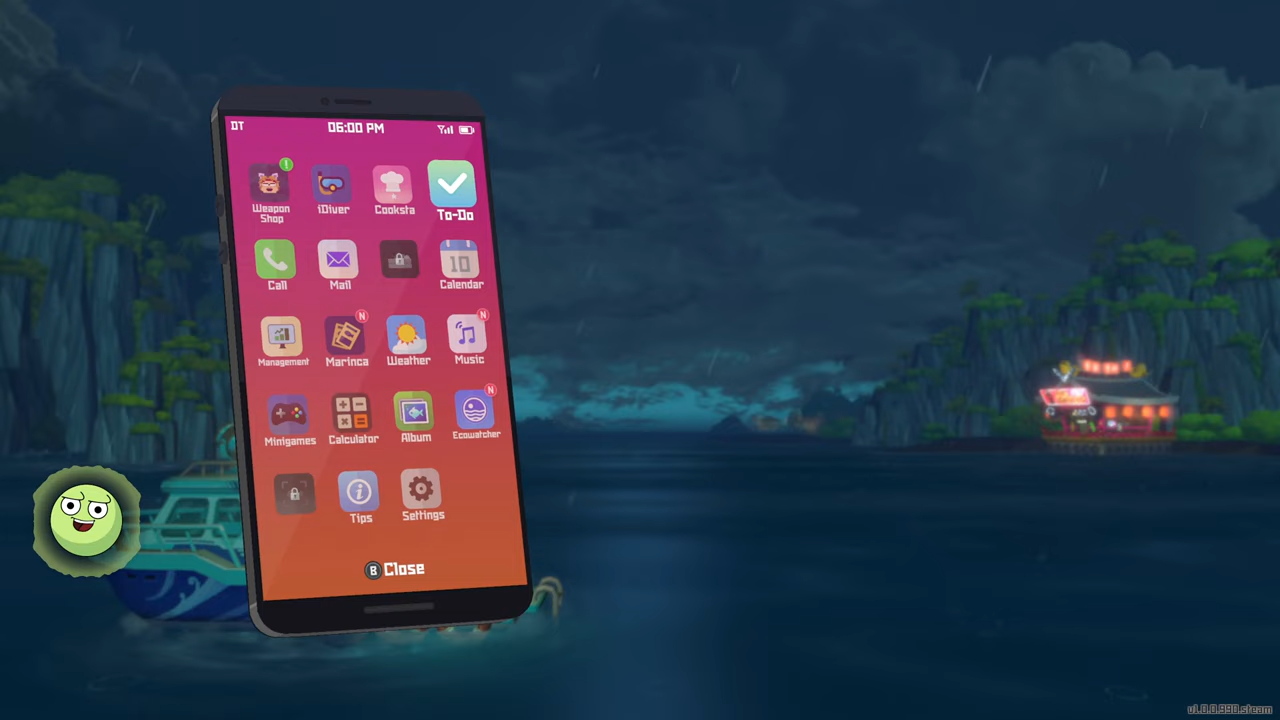 DT
06:00 PM
Weapon
Shop
iDiver
Cooksta
To-Do
Call
Mail
10
Calendar
Management
N
Marinca
Weather
N
Music
Minigames
Calculator
Album
N
Ecowatcher
Tips
Settings
B Close
v1.0.0.990.steam